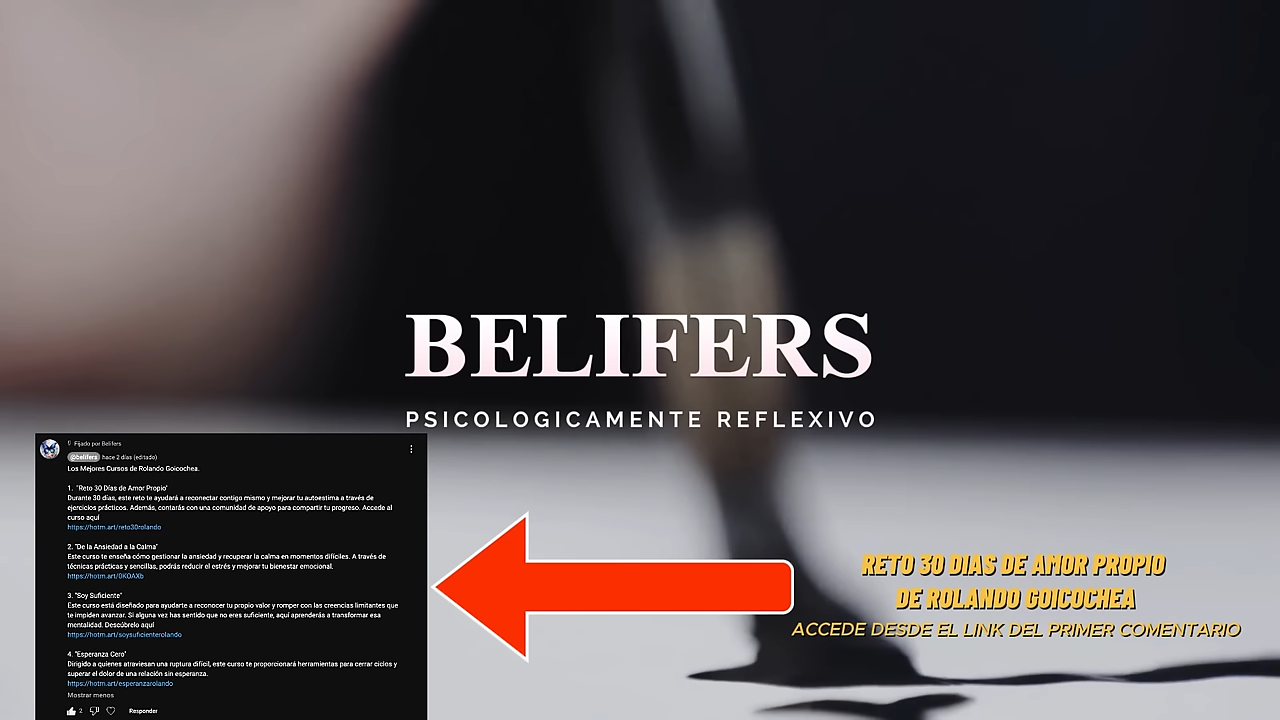 BELIFERS
PSICOLOGICAMENTE REFLEXIVO
Fijado por Belifers
@belifers hace 2 días (editado)
Los Mejores Cursos de Rolando Goicochea.
1. "Reto 30 Días de Amor Propio"
Durante 30 días, este reto te ayudará a reconectar contigo mismo y mejorar tu autoestima a través de
ejercicios prácticos. Además, contarás con una comunidad de apoyo para compartir tu progreso. Accede al
curso aquí
https://hotm.art/reto30rolando
2. "De la Ansiedad a la Calma"
Este curso te enseña cómo gestionar la ansiedad y recuperar la calma en momentos difíciles. A través de
técnicas prácticas y sencillas, podrás reducir el estrés y mejorar tu bienestar emocional.
https://hotm.art/0KOAXb
3. "Soy Suficiente"
Este curso está diseñado para ayudarte a reconocer tu propio valor y romper con las creencias limitantes que
te impiden avanzar. Si alguna vez has sentido que no eres suficiente, aquí aprenderás a transformar esa
mentalidad. Descúbrelo aquí
https://hotm.art/soysuficienterolando
4. "Esperanza Cero"
Dirigido a quienes atraviesan una ruptura difícil, este curso te proporcionará herramientas para cerrar ciclos y
superar el dolor de una relación sin esperanza.
https://hotm.art/esperanzarolando
Mostrar menos
2 Responder
RETO 30 DIAS DE AMOR PROPIO
DE ROLANDO GOICOCHEA
ACCEDE DESDE EL LINK DEL PRIMER COMENTARIO